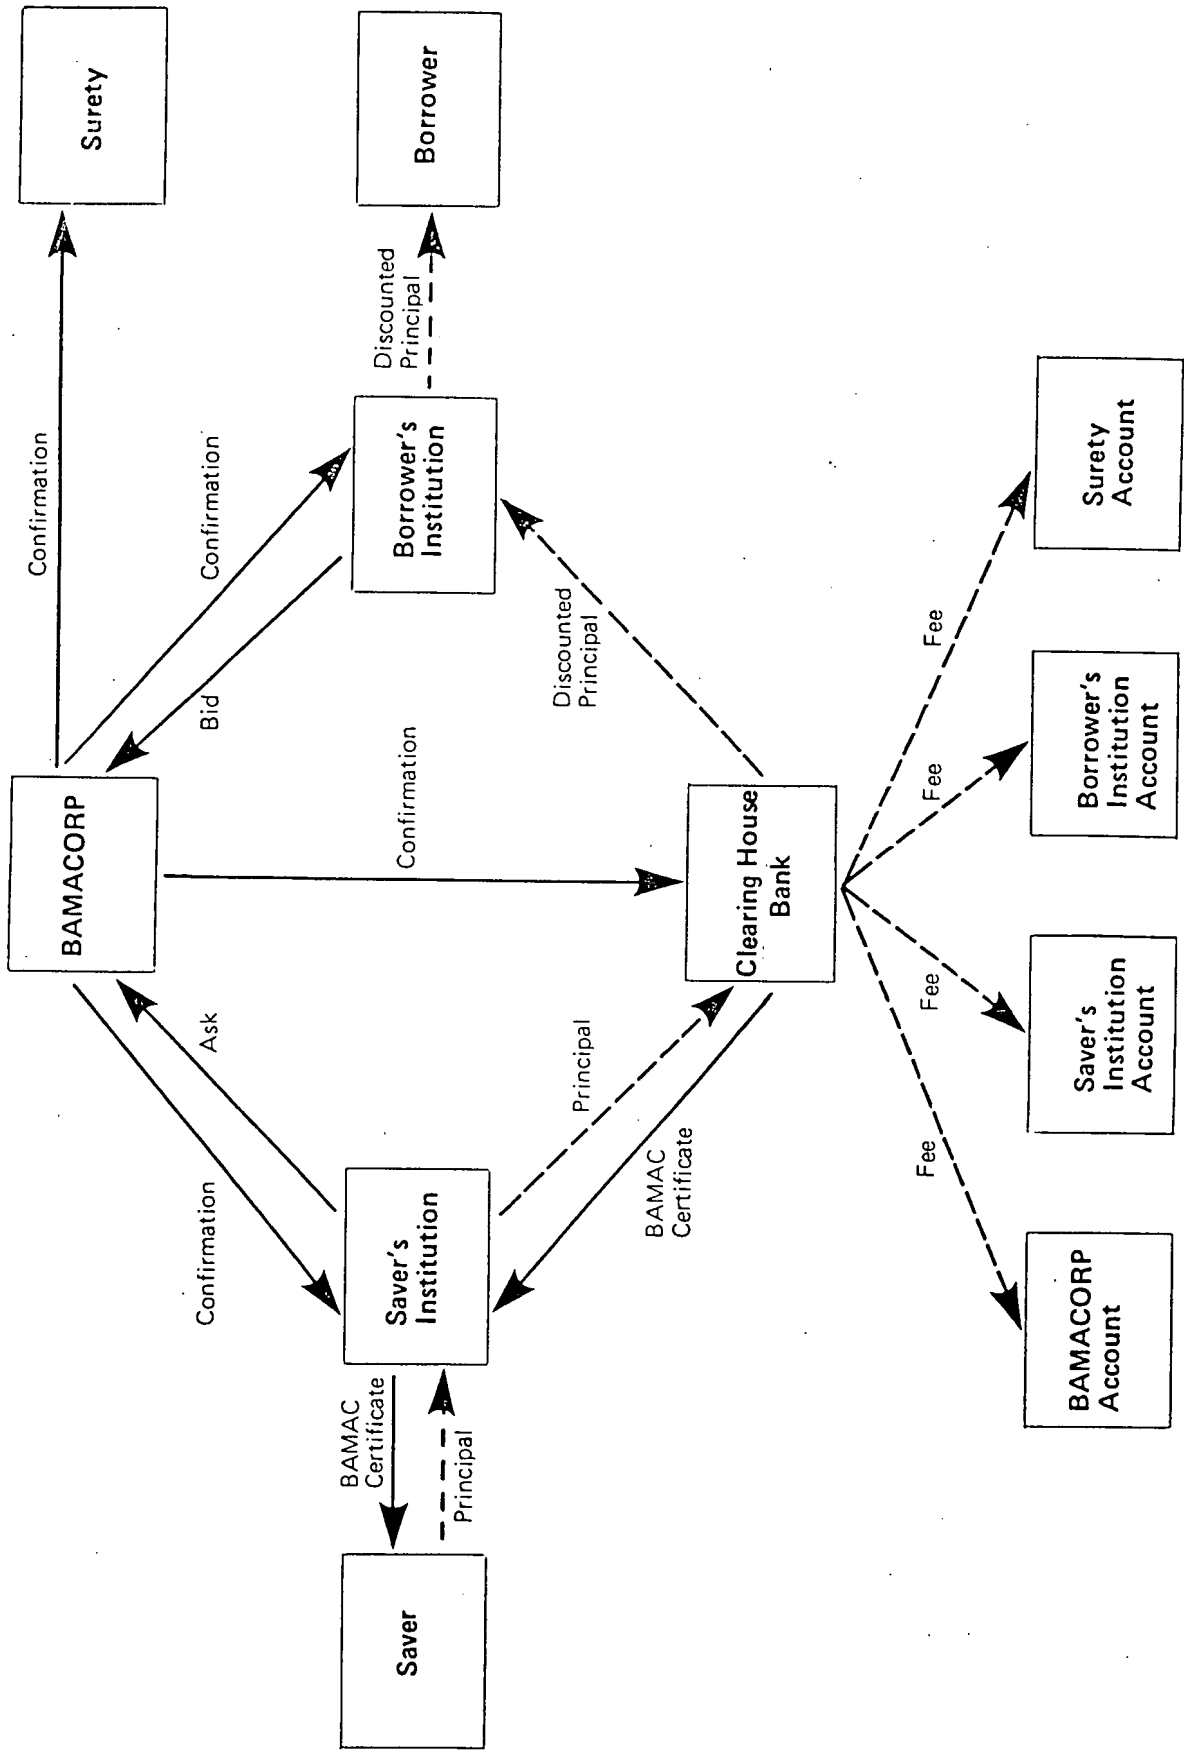 BAMACORP
Surety
Confirmation
Confirmation
Ask
Bid
Confirmation
Confirmation
Saver
BAMAC
Certificate
Principal
Saver's
Institution
Borrower's
Institution
Discounted
Principal
Borrower
Principal
BAMAC
Certificate
Discounted
Principal
Clearing House
Bank
Fee
Fee
Fee
Fee
BAMACORP
Account
Saver's
Institution
Account
Borrower's
Institution
Account
Surety
Account